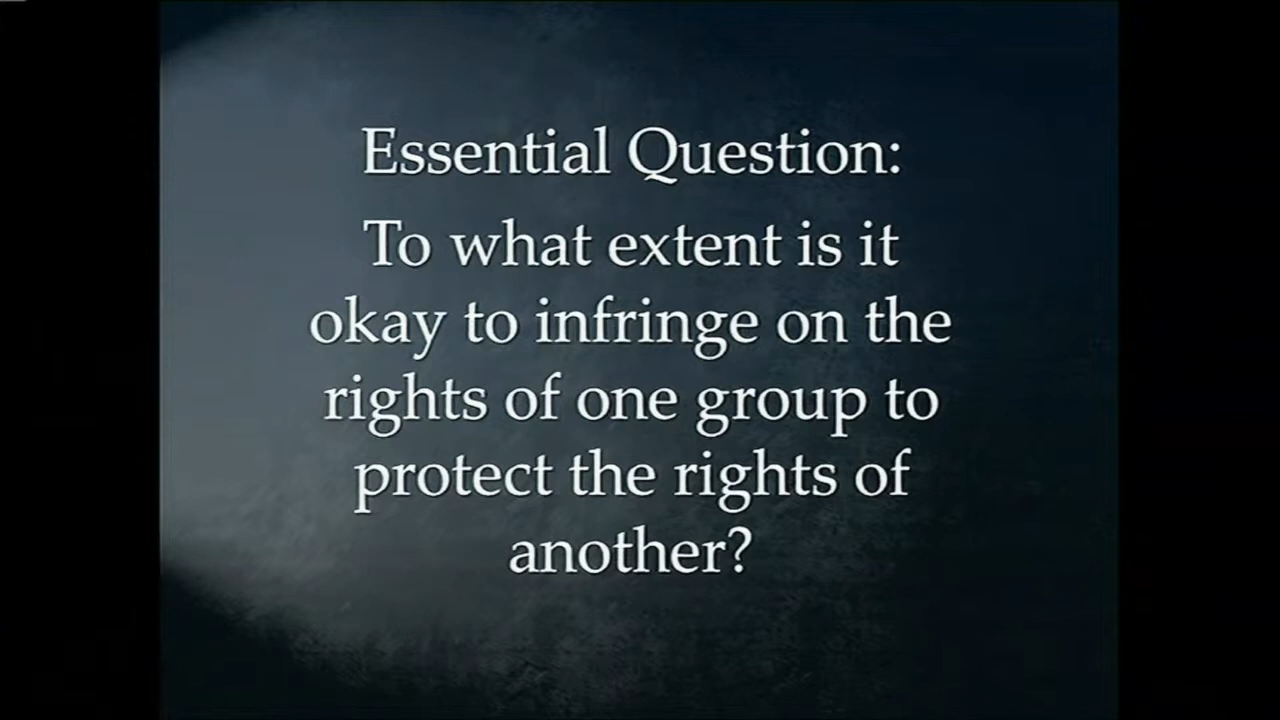 Essential Question:
To what extent is it
okay to infringe on the
rights of one group to
protect the rights of
another?